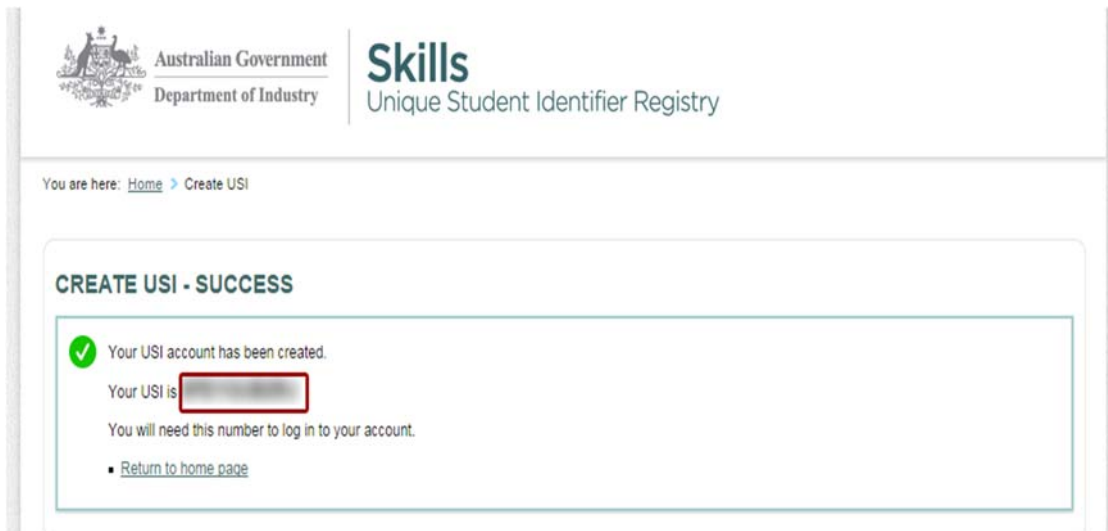 Australian Government
Department of Industry
Skills
Unique Student Identifier Registry
You are here: Home > Create USI
CREATE USI - SUCCESS
Your USI account has been created.
Your USI is
You will need this number to log in to your account.
▪ Return to home page